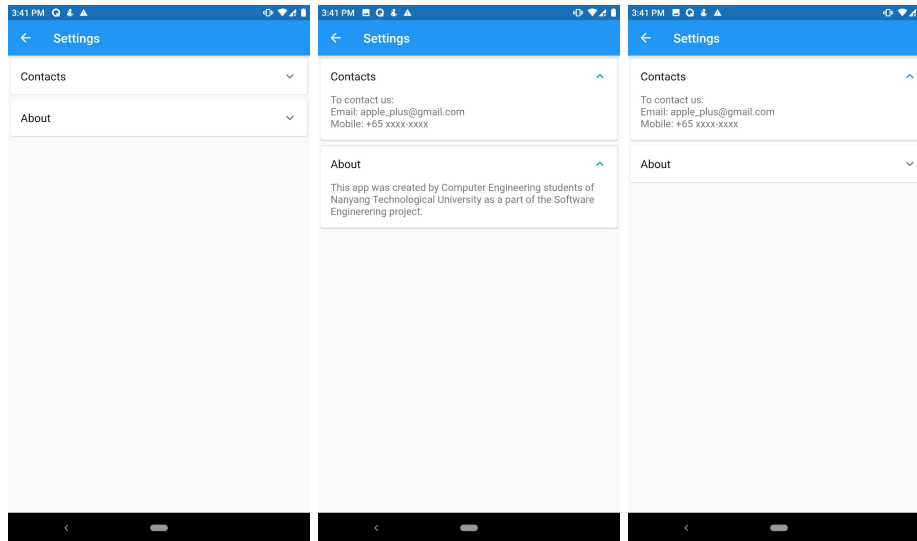 3:41 PM
Settings
Contacts
About
3:41 PM
Settings
Contacts
To contact us:
Email: apple_plus@gmail.com
Mobile: +65 xxxx-xxxx
About
This app was created by Computer Engineering students of
Nanyang Technological University as a part of the Software
Enginerering project.
3:41 PM
Settings
Contacts
To contact us:
Email: apple_plus@gmail.com
Mobile: +65 xxxx-xxxx
About